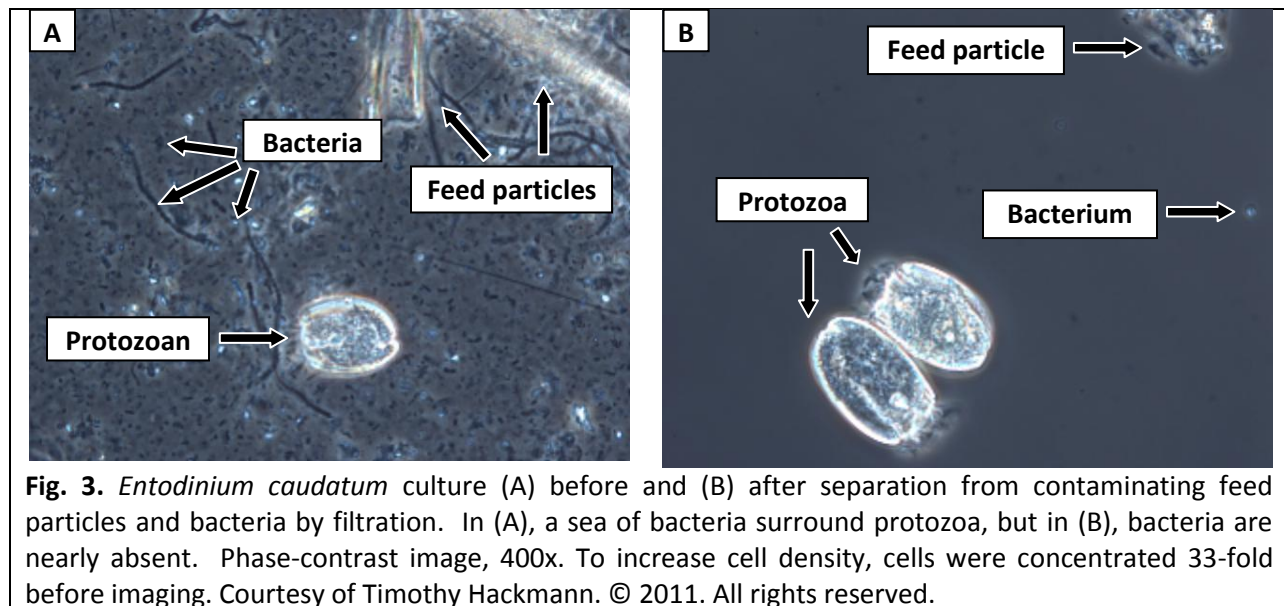 A
Bacteria
Feed particles
Protozoan
B
Feed particle
Protozoa
Bacterium
Fig. 3. Entodinium caudatum culture (A) before and (B) after separation from contaminating feed
particles and bacteria by filtration. In (A), a sea of bacteria surround protozoa, but in (B), bacteria are
nearly absent. Phase-contrast image, 400x. To increase cell density, cells were concentrated 33-fold
before imaging. Courtesy of Timothy Hackmann. © 2011. All rights reserved.